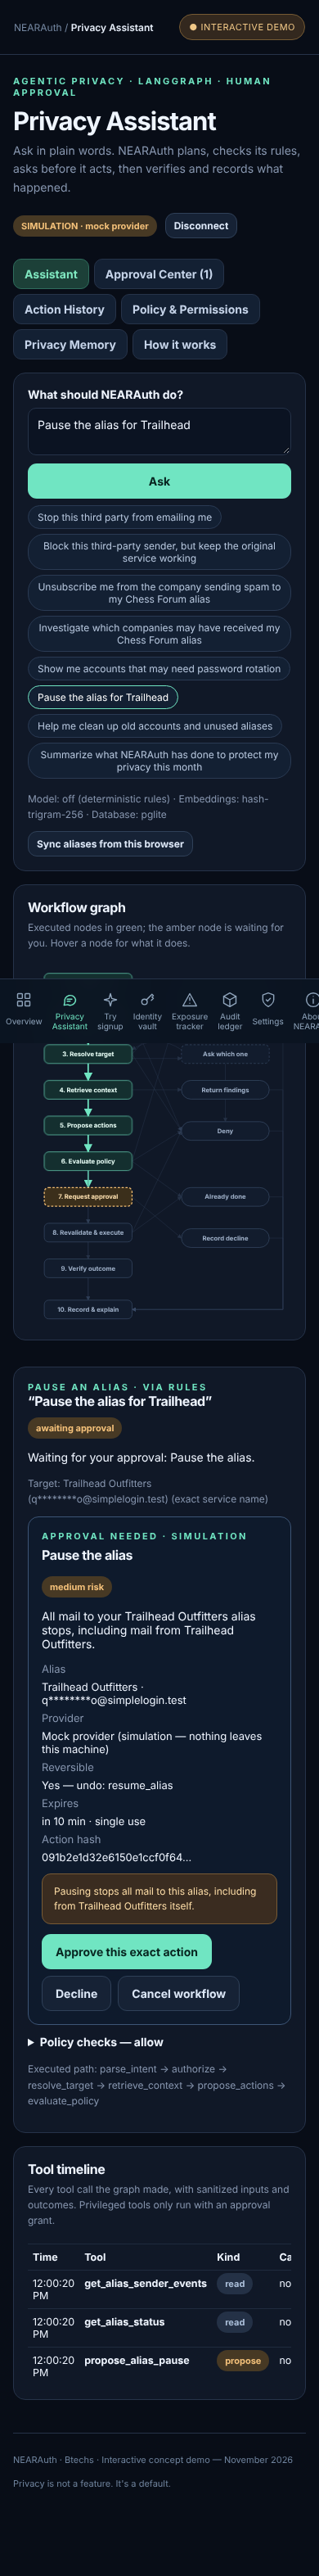 NEARAuth / Privacy Assistant
INTERACTIVE DEMO
AGENTIC PRIVACY · LANGGRAPH · HUMAN
APPROVAL
Privacy Assistant
Ask in plain words. NEARAuth plans, checks its rules,
asks before it acts, then verifies and records what
happened.
SIMULATION · mock provider
Disconnect
Assistant
Approval Center (1)
Action History
Policy & Permissions
Privacy Memory
How it works
What should NEARAuth do?
Pause the alias for Trailhead
Ask
Stop this third party from emailing me
Block this third-party sender, but keep the original
service working
Unsubscribe me from the company sending spam to
my Chess Forum alias
Investigate which companies may have received my
Chess Forum alias
Show me accounts that may need password rotation
Pause the alias for Trailhead
Help me clean up old accounts and unused aliases
Summarize what NEARAuth has done to protect my
privacy this month
Model: off (deterministic rules) · Embeddings: hash-
trigram-256 · Database: pglite
Sync aliases from this browser
Workflow graph
Executed nodes in green; the amber node is waiting for
you. Hover a node for what it does.
Overview
Privacy
Assistant
Try
signup
Identity
vault
Exposure
tracker
Audit
ledger
Settings
3. Resolve target
Ask which one
4. Retrieve context
Return findings
5. Propose actions
Deny
6. Evaluate policy
7. Request approval
Already done
8. Revalidate & execute
Record decline
9. Verify outcome
10. Record & explain
PAUSE AN ALIAS · VIA RULES
“Pause the alias for Trailhead”
awaiting approval
Waiting for your approval: Pause the alias.
Target: Trailhead Outfitters
(q********o@simplelogin.test) (exact service name)
APPROVAL NEEDED · SIMULATION
Pause the alias
medium risk
All mail to your Trailhead Outfitters alias
stops, including mail from Trailhead
Outfitters.
Alias
Trailhead Outfitters ·
q********o@simplelogin.test
Provider
Mock provider (simulation — nothing leaves
this machine)
Reversible
Yes — undo: resume_alias
Expires
in 10 min · single use
Action hash
091b2e1d32e6150e1ccf0f64…
Pausing stops all mail to this alias, including
from Trailhead Outfitters itself.
Approve this exact action
Decline
Cancel workflow
Policy checks — allow
Executed path: parse_intent → authorize →
resolve_target → retrieve_context → propose_actions →
evaluate_policy
Tool timeline
Every tool call the graph made, with sanitized inputs and
outcomes. Privileged tools only run with an approval
grant.
Time Tool Kind Ca
12:00:20 get_alias_sender_events read no
PM
12:00:20 get_alias_status read no
PM
12:00:20 propose_alias_pause propose no
PM
NEARAuth · Btechs · Interactive concept demo — November 2026
Privacy is not a feature. It's a default.